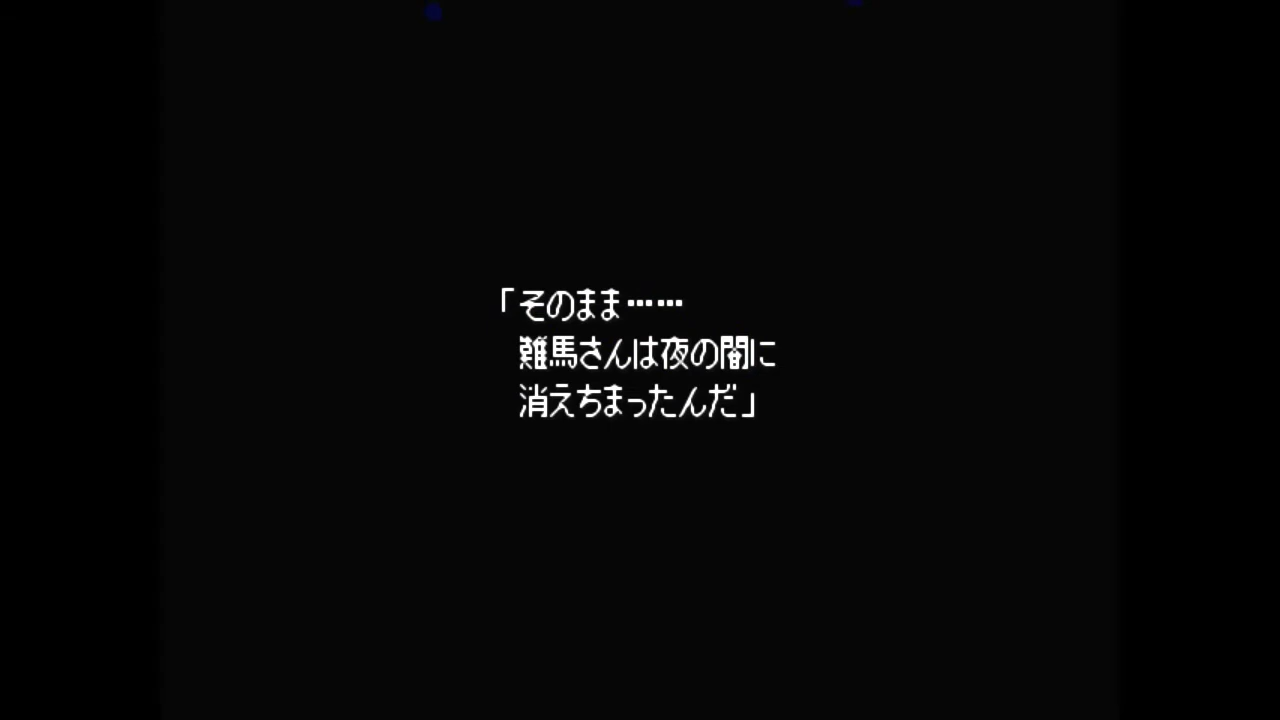 「そのまま……
難馬さんは夜の闇に
消えちまったんだ」